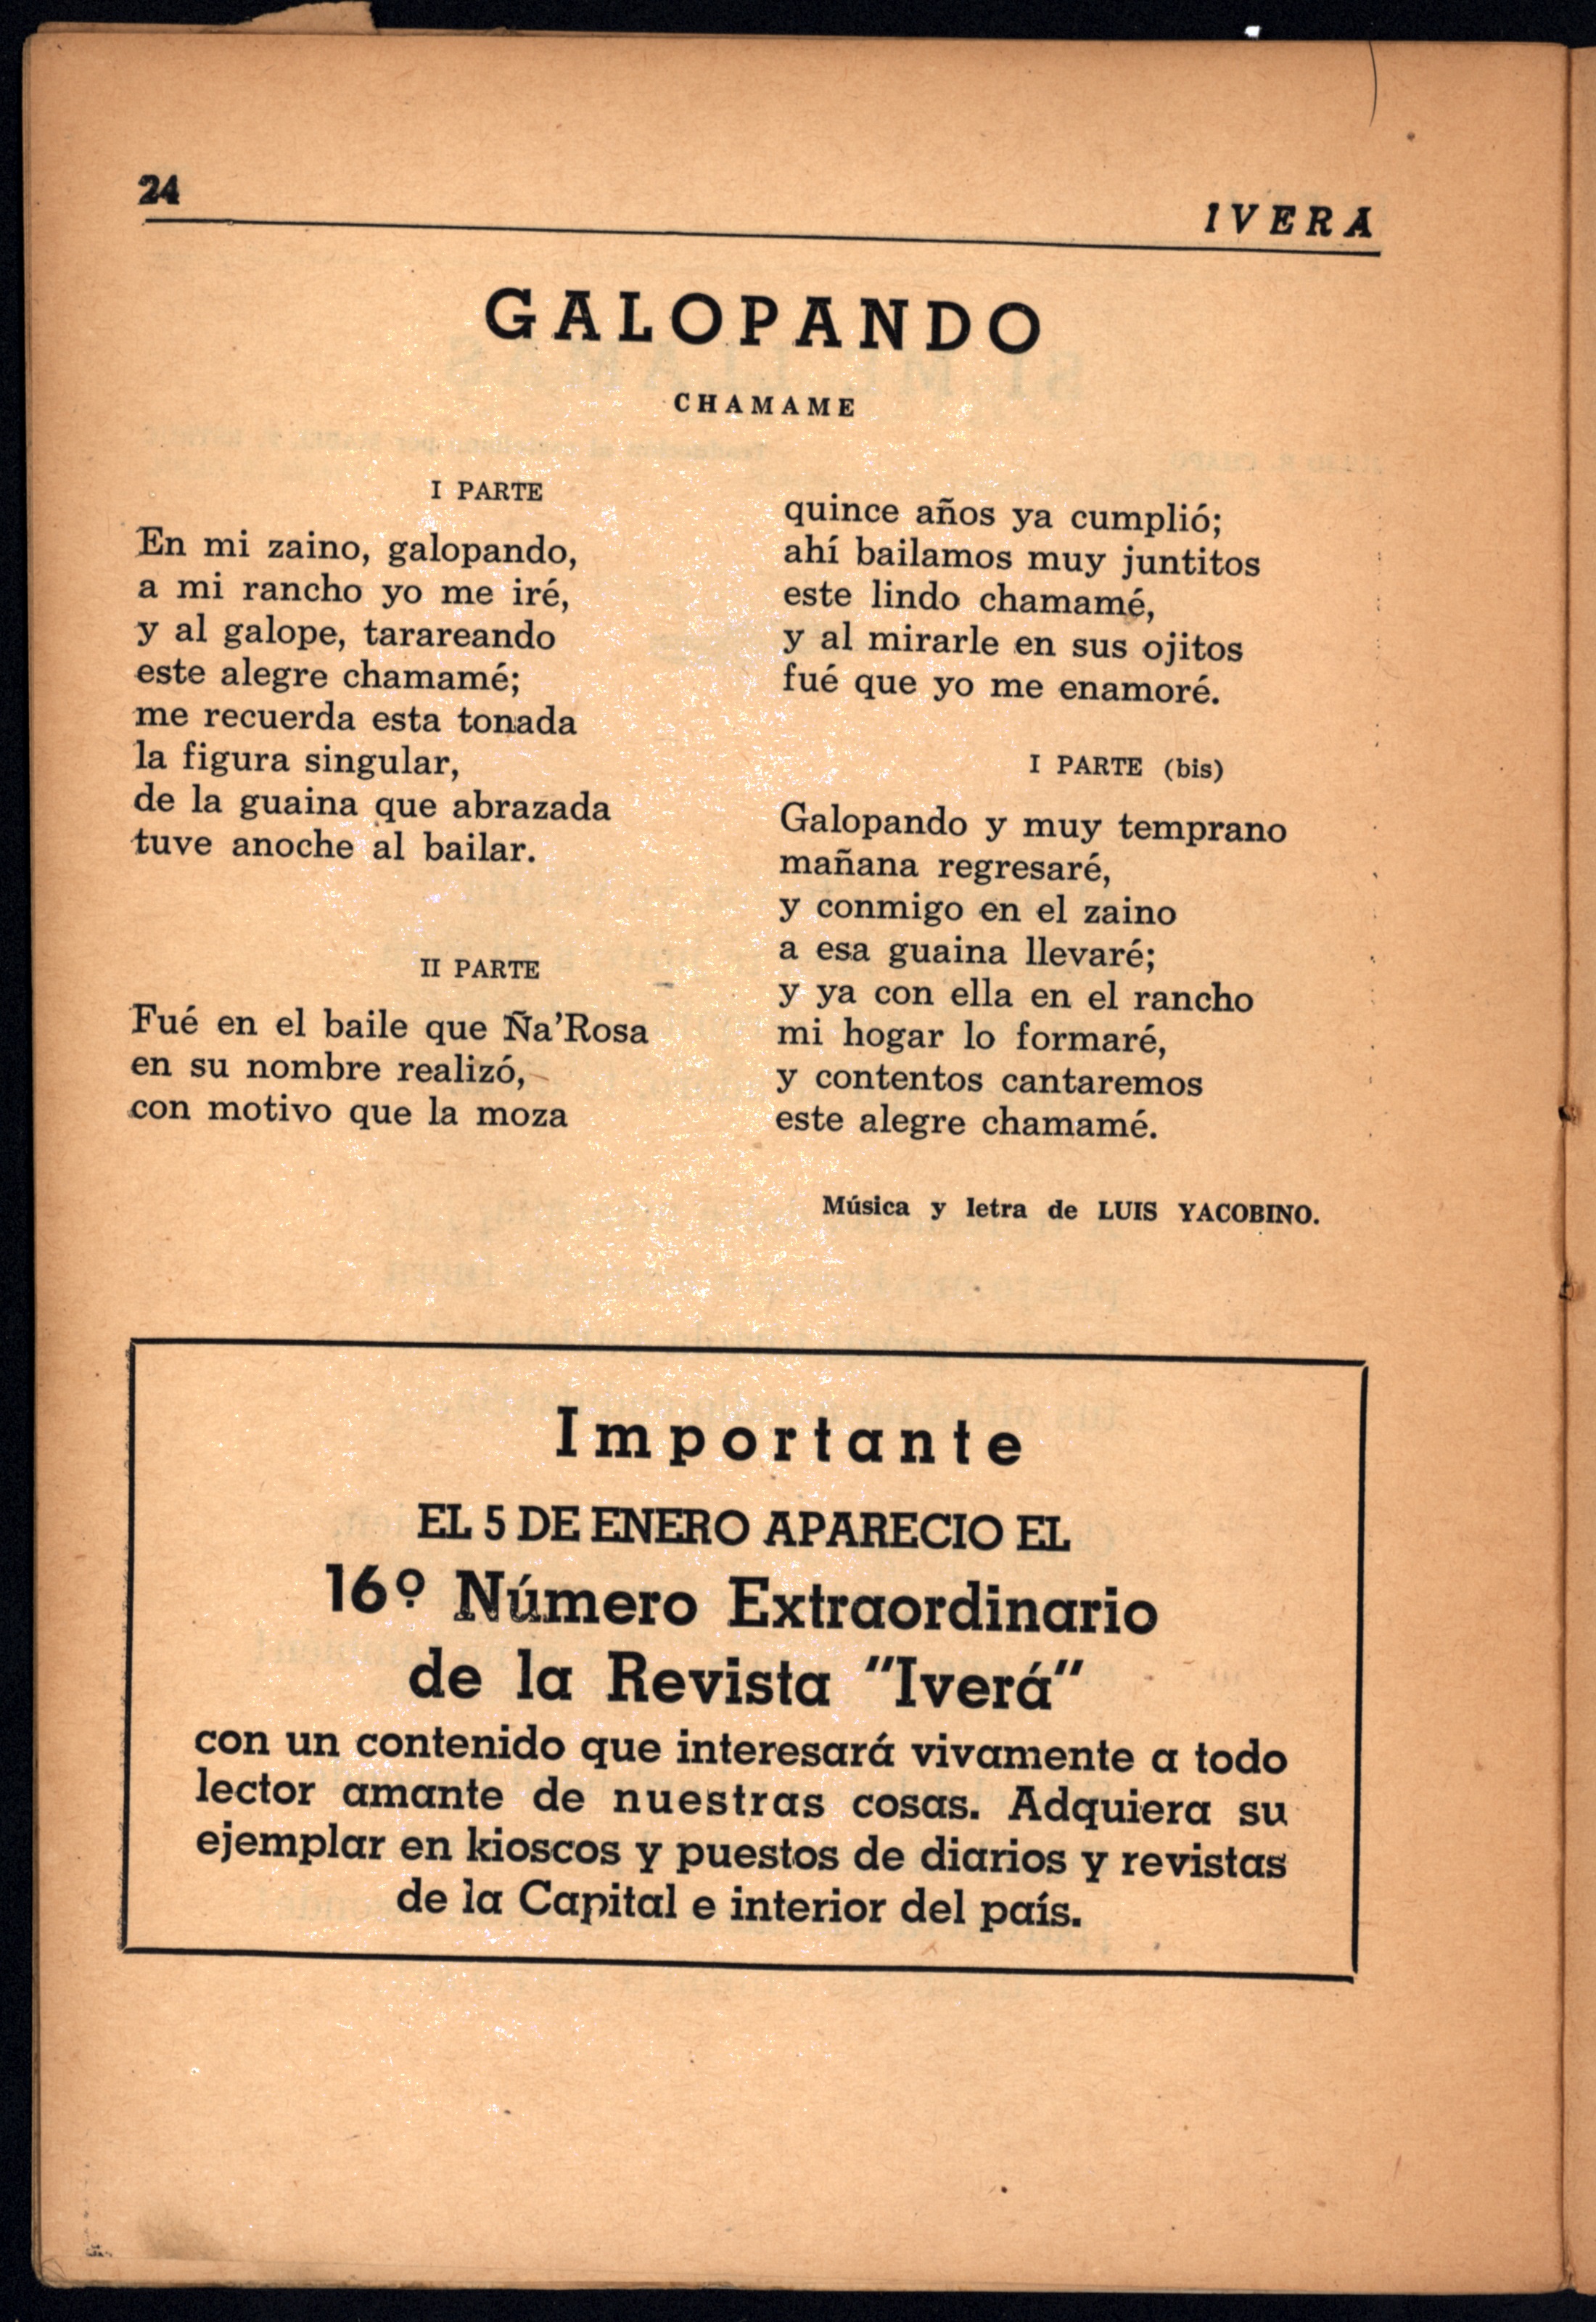 24
IVERA
GALOPANDO
CHAMAME
I PARTE
En mi zaino, galopando,
a mi rancho yo me iré,
y al galope, tarareando
este alegre chamamé;
me recuerda esta tonada
la figura singular,
de la guaina que abrazada
tuve anoche al bailar.
II PARTE
Fué en el baile que Ña'Rosa
en su nombre realizó,
con motivo que la moza
quince años ya cumplió;
ahí bailamos muy juntitos
este lindo chamamé,
y al mirarle en sus ojitos
fué que yo me enamoré.
I PARTE (bis)
Galopando y muy temprano
mañana regresaré,
y conmigo en el zaino
a esa guaina llevaré;
y ya con ella en el rancho
mi hogar lo formaré,
y contentos cantaremos
este alegre chamamé.
Música y letra de LUIS YACOBINO.
Importante
EL 5 DE ENERO APARECIO EL
16º Número Extraordinario
de la Revista "Iverá"
con un contenido que interesará vivamente a todo
lector amante de nuestras cosas. Adquiera su
ejemplar en kioscos y puestos de diarios y revistas
de la Capital e interior del país.